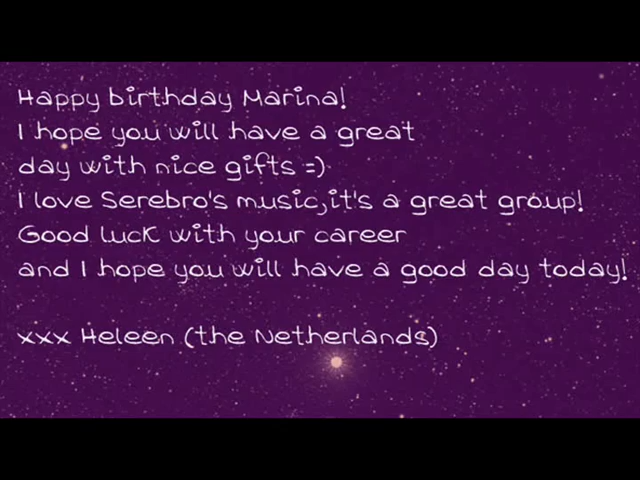 Happy birthday Marina!
I hope you will have a great
day with nice gifts =)
I love Serebro's music,it's a great group!
Good luck with your career
and I hope you will have a good day today!
xxx Heleen (the Netherlands)